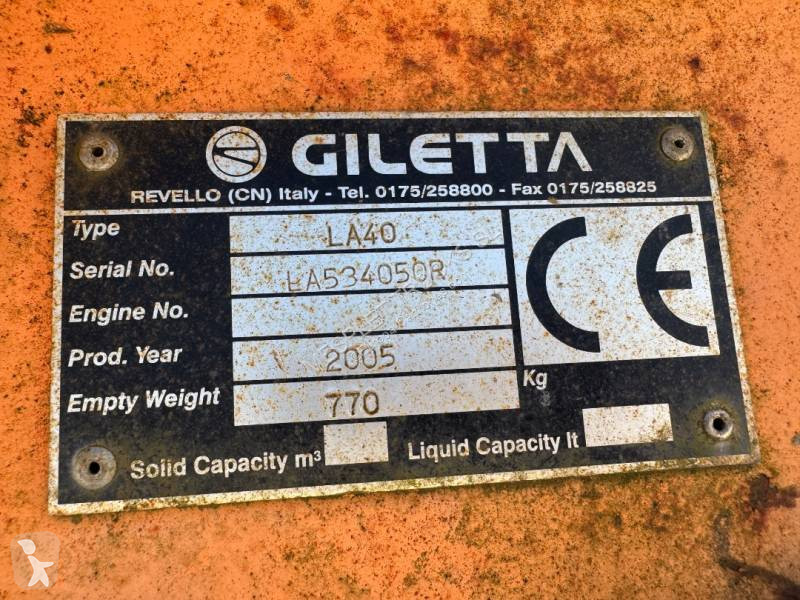 GILETTA
REVELLO (CN) Italy - Tel. 0175/258800 - Fax 0175/258825
Type LA40
Serial No. LA534050R
Engine No.
Prod. Year 2005
Empty Weight 770 Kg
CE
Solid Capacity m³ Liquid Capacity lt